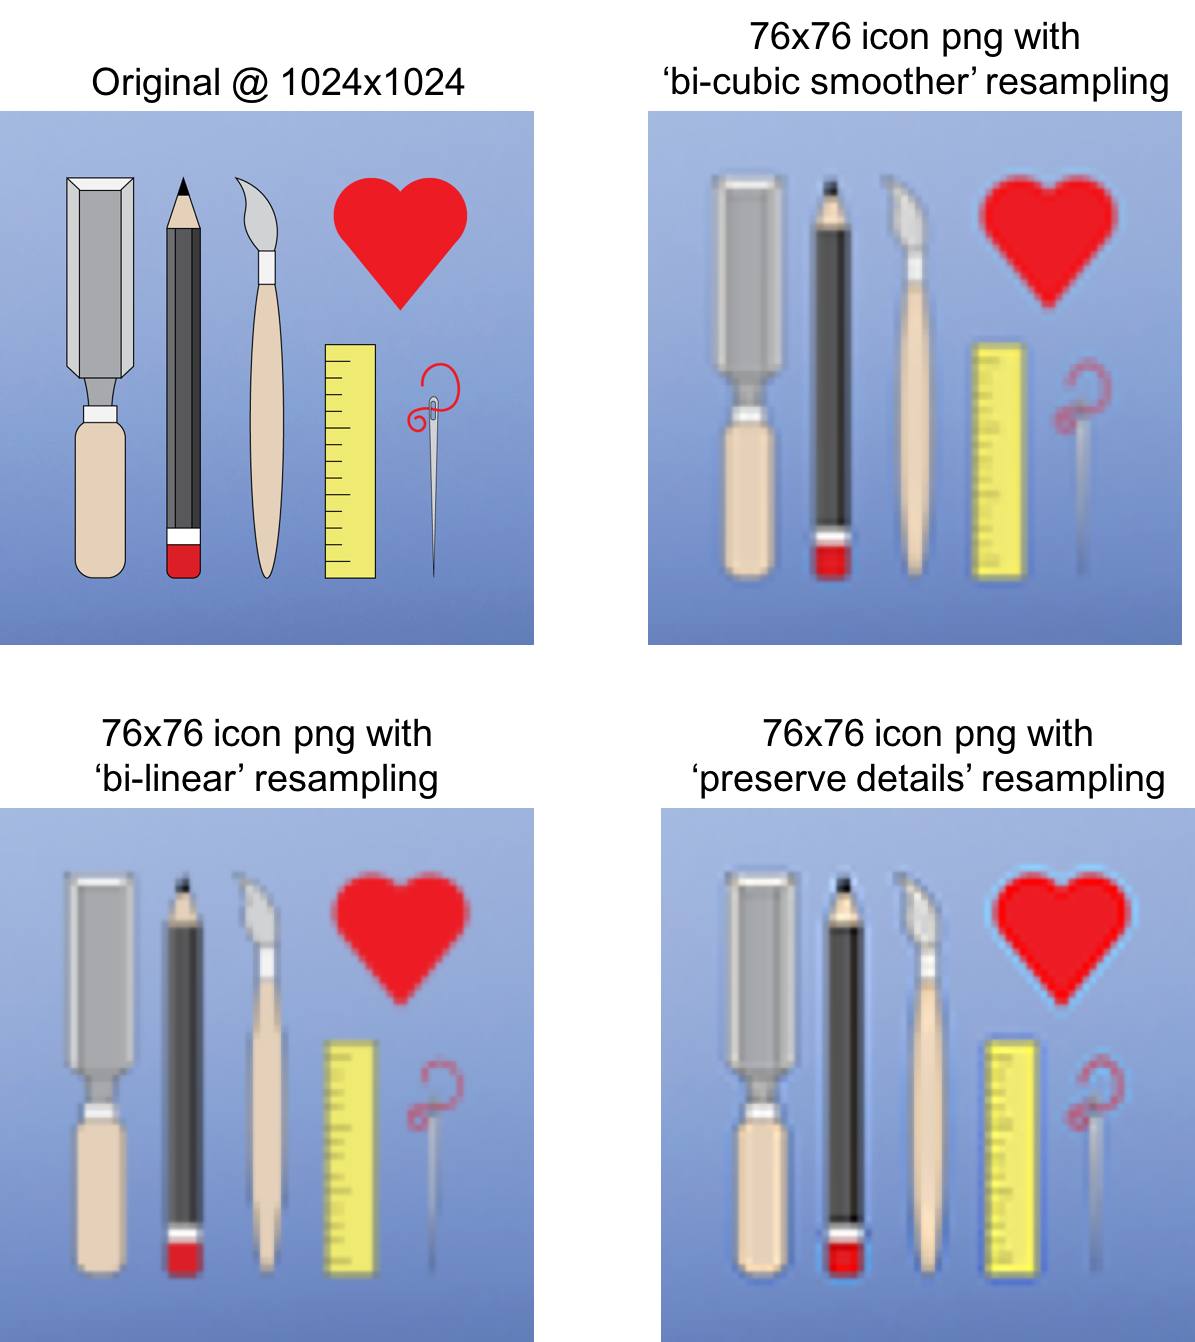 Original @ 1024x1024
76x76 icon png with
‘bi-cubic smoother’ resampling
76x76 icon png with
‘bi-linear’ resampling
76x76 icon png with
‘preserve details’ resampling